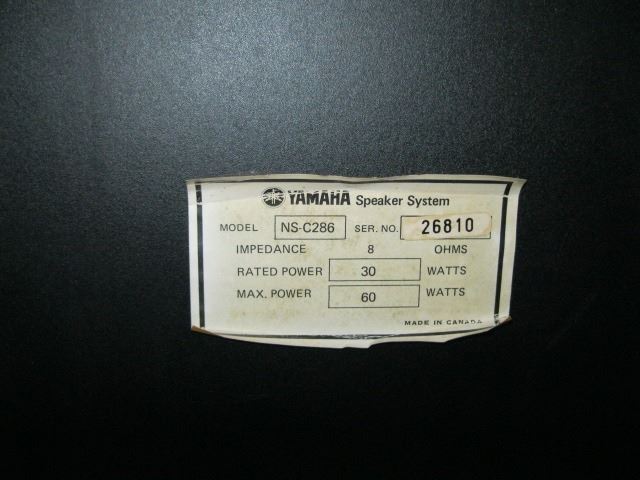 YAMAHA Speaker System
MODEL NS-C286 SER. NO. 26810
IMPEDANCE 8 OHMS
RATED POWER 30 WATTS
MAX. POWER 60 WATTS
MADE IN CANADA